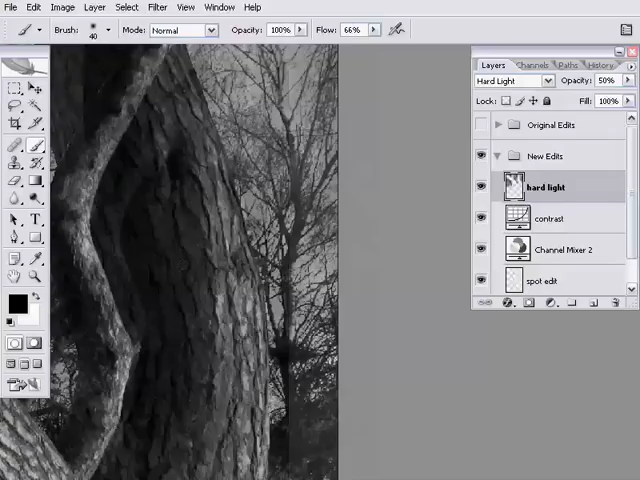 File Edit Image Layer Select Filter View Window Help
Brush: 40 Mode: Normal Opacity: 100% Flow: 66%
Layers Channels Paths History
Hard Light Opacity: 50%
Lock: Fill: 100%
Original Edits
New Edits
hard light
contrast
Channel Mixer 2
spot edit